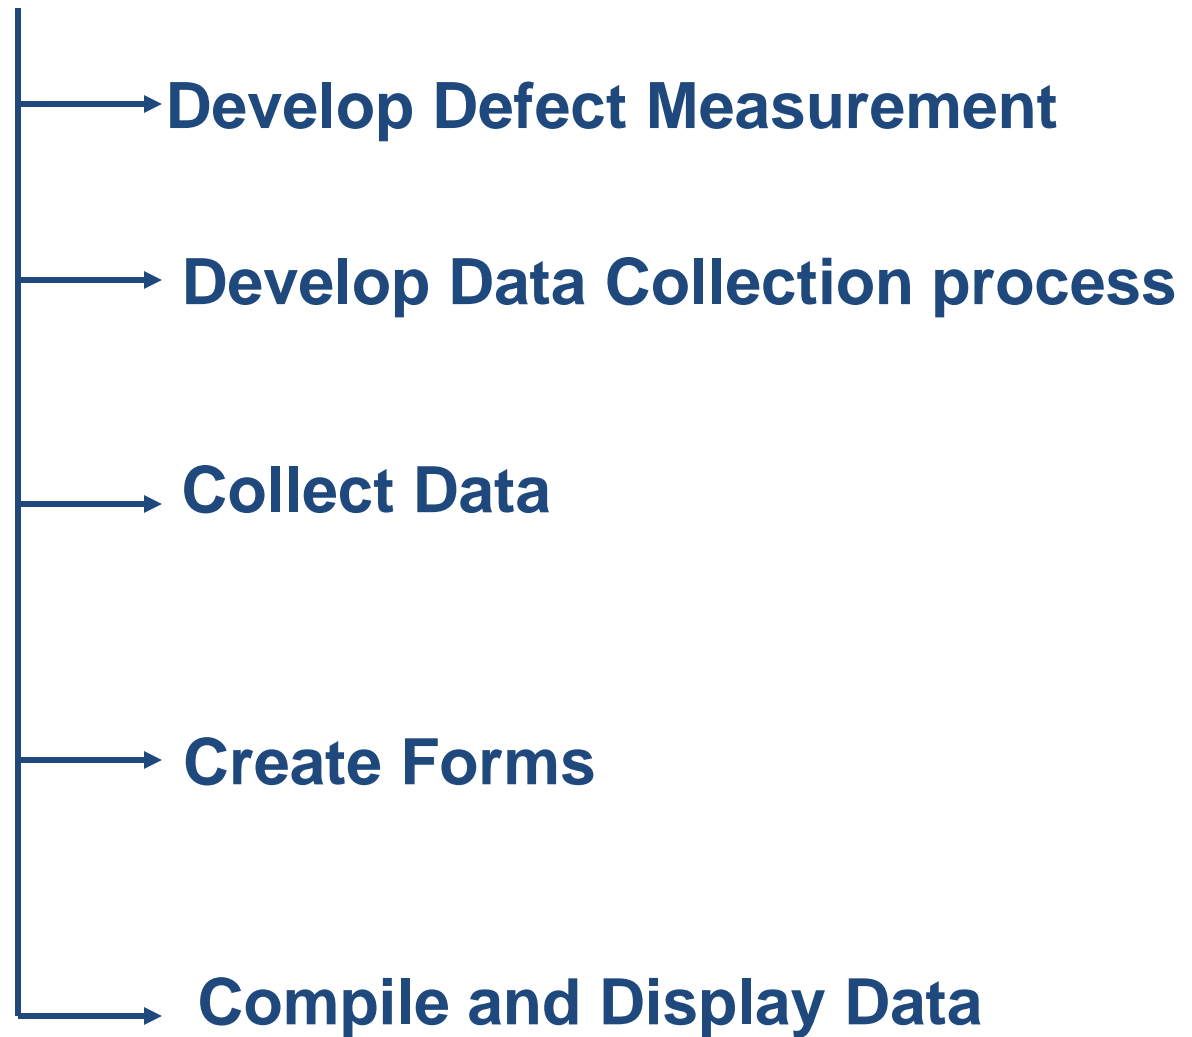 Develop Defect Measurement
Develop Data Collection process
Collect Data
Create Forms
Compile and Display Data